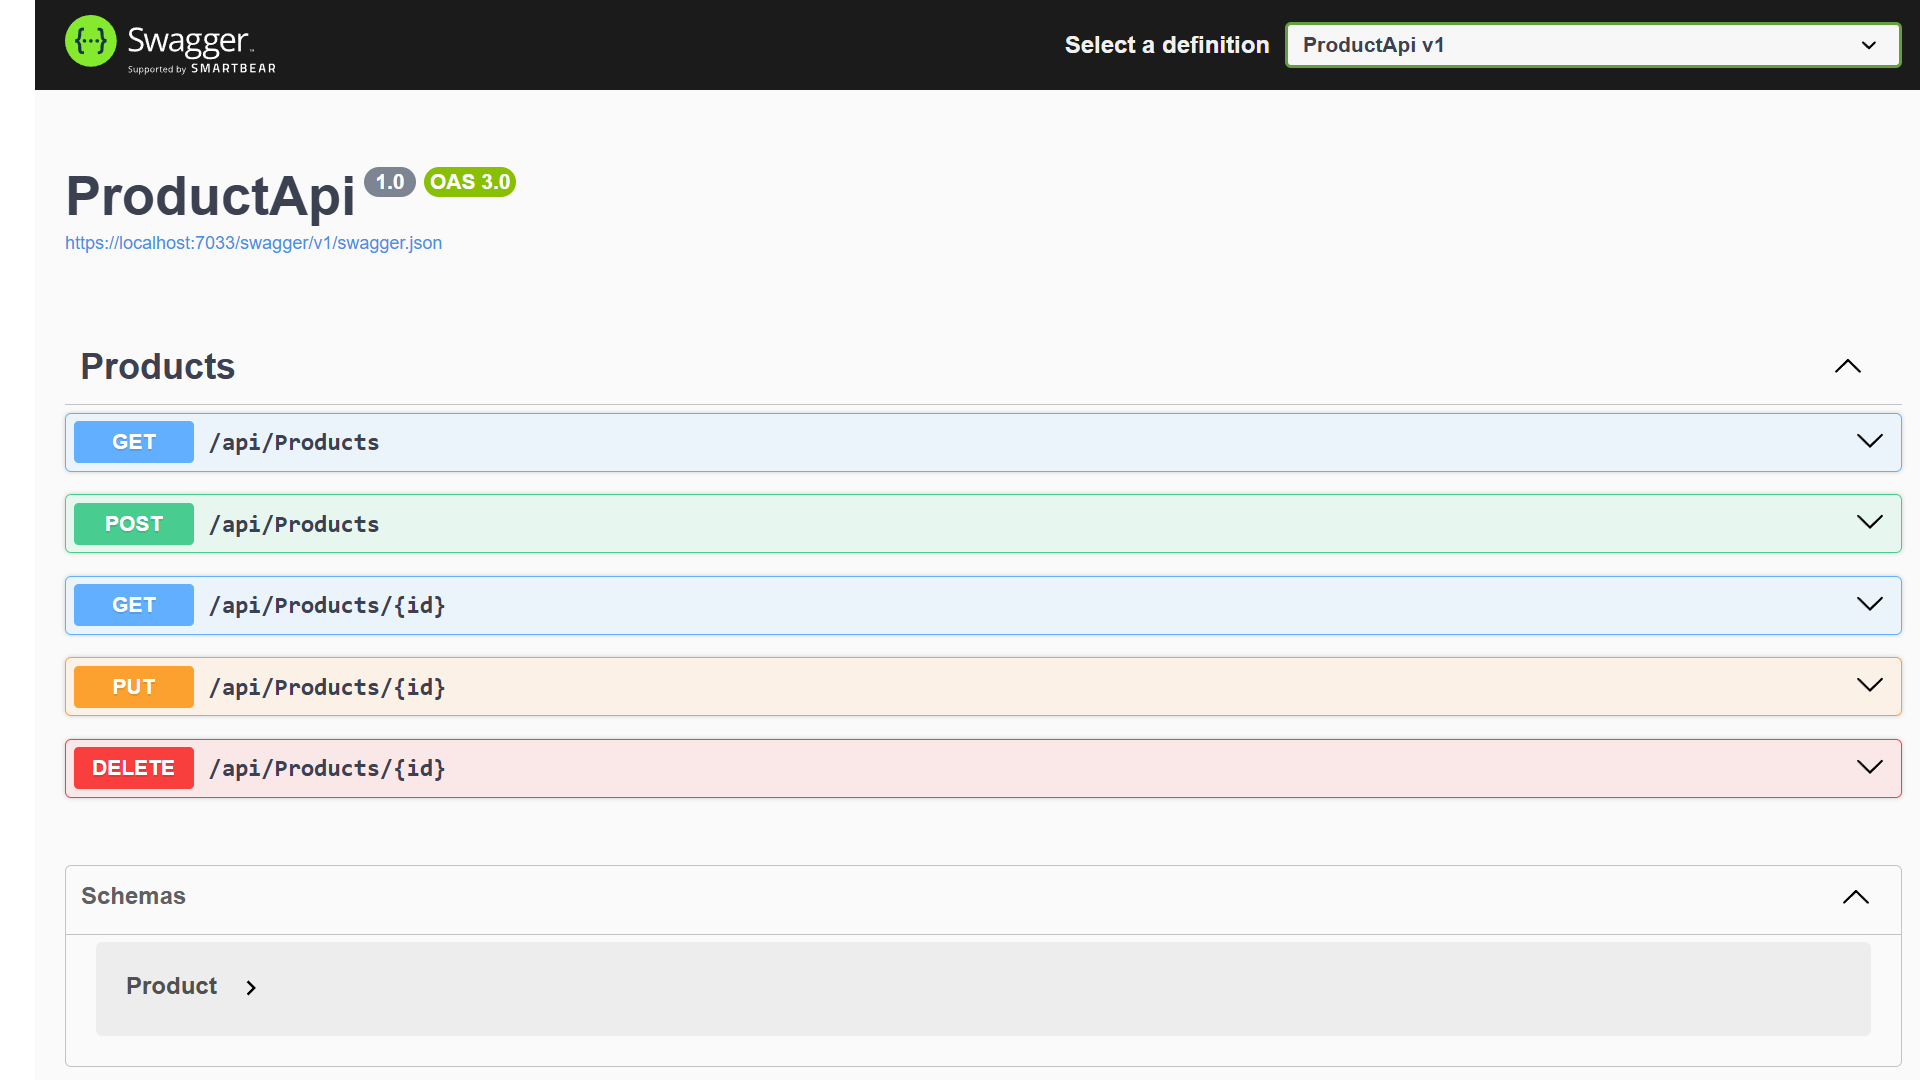 Swagger
Supported by SMARTBEAR
Select a definition
ProductApi v1
ProductApi 1.0 OAS 3.0
https://localhost:7033/swagger/v1/swagger.json
Products
GET /api/Products
POST /api/Products
GET /api/Products/{id}
PUT /api/Products/{id}
DELETE /api/Products/{id}
Schemas
Product